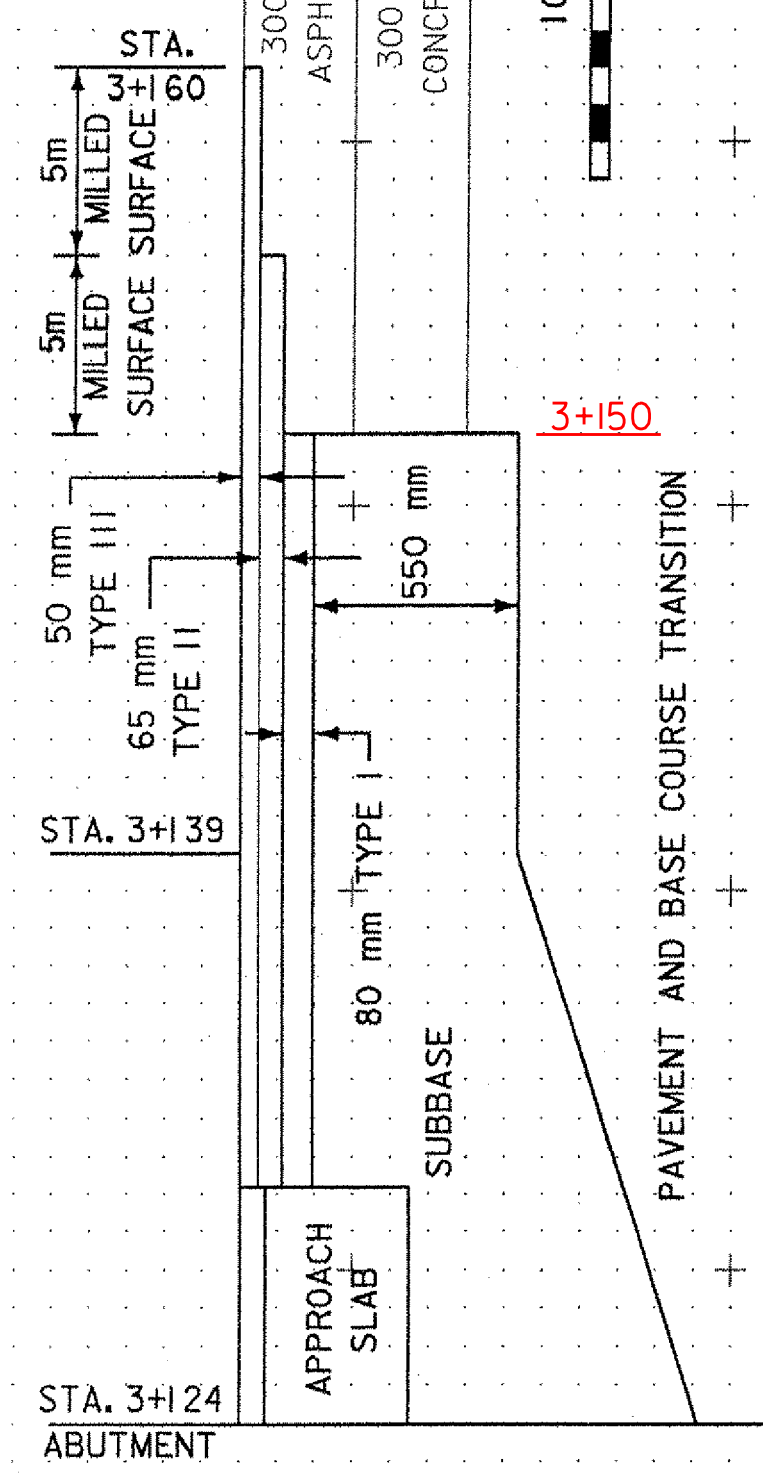 STA.
3+160
5m
MILLED
SURFACE
5m
MILLED
SURFACE
300
ASPH
300
CONCR
10
3+150
50 mm
TYPE III
65 mm
TYPE II
550 mm
80 mm TYPE I
STA. 3+139
SUBBASE
PAVEMENT AND BASE COURSE TRANSITION
APPROACH
SLAB
STA. 3+124
ABUTMENT